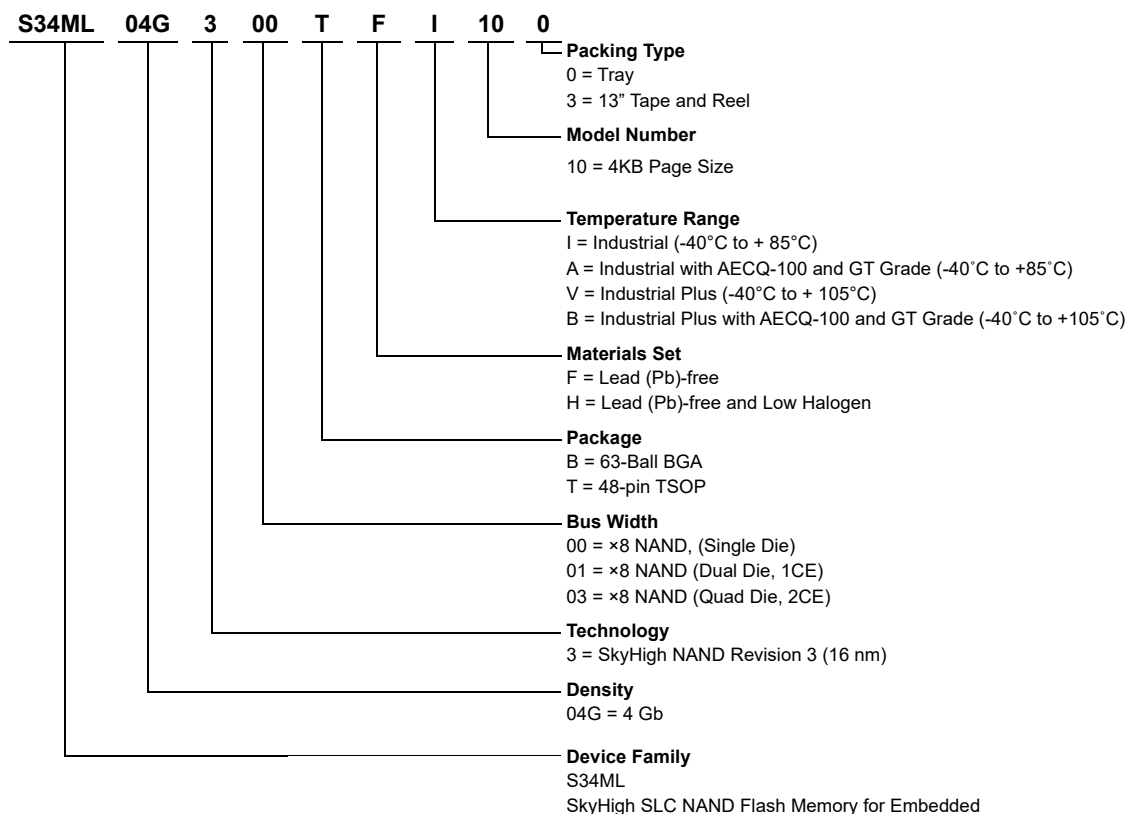 S34ML 04G 3 00 T F I 10 0
Packing Type
0 = Tray
3 = 13” Tape and Reel
Model Number
10 = 4KB Page Size
Temperature Range
I = Industrial (-40°C to + 85°C)
A = Industrial with AECQ-100 and GT Grade (-40˚C to +85˚C)
V = Industrial Plus (-40°C to + 105°C)
B = Industrial Plus with AECQ-100 and GT Grade (-40˚C to +105˚C)
Materials Set
F = Lead (Pb)-free
H = Lead (Pb)-free and Low Halogen
Package
B = 63-Ball BGA
T = 48-pin TSOP
Bus Width
00 = ×8 NAND, (Single Die)
01 = ×8 NAND (Dual Die, 1CE)
03 = ×8 NAND (Quad Die, 2CE)
Technology
3 = SkyHigh NAND Revision 3 (16 nm)
Density
04G = 4 Gb
Device Family
S34ML
SkyHigh SLC NAND Flash Memory for Embedded